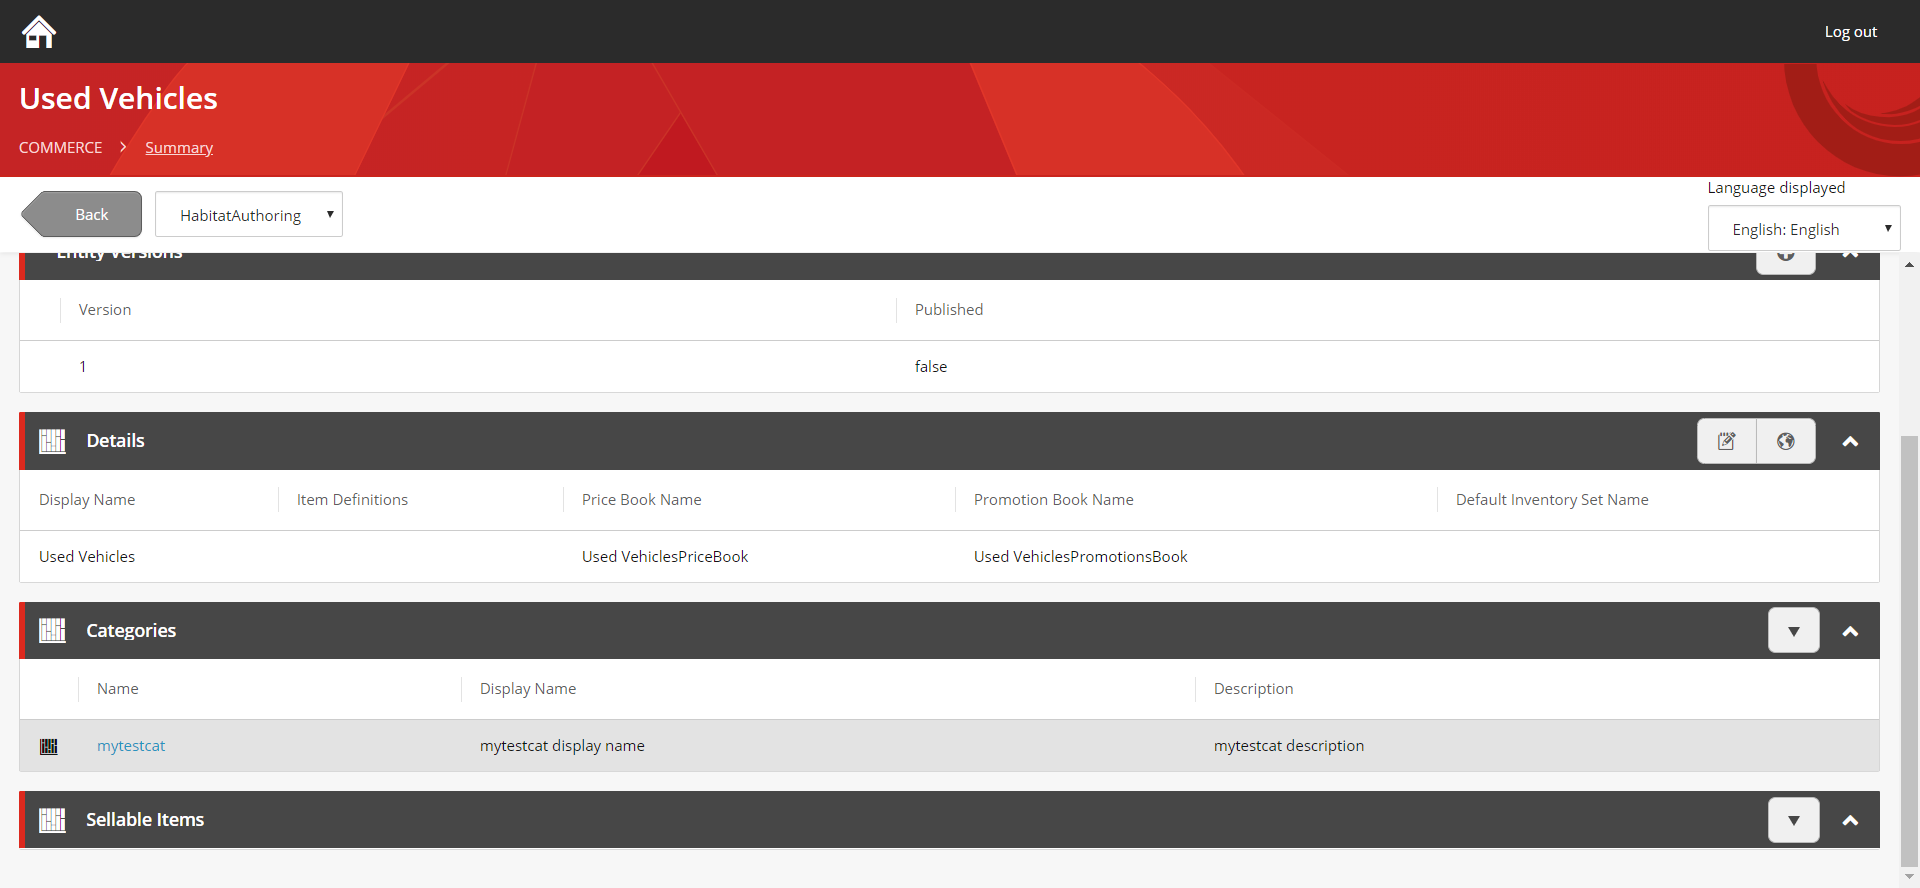 Log out
Used Vehicles
COMMERCE > Summary
Back
HabitatAuthoring
Language displayed
English: English
Entity Versions
Version Published
1 false
Details
Display Name Item Definitions Price Book Name Promotion Book Name Default Inventory Set Name
Used Vehicles Used VehiclesPriceBook Used VehiclesPromotionsBook
Categories
Name Display Name Description
mytestcat mytestcat display name mytestcat description
Sellable Items